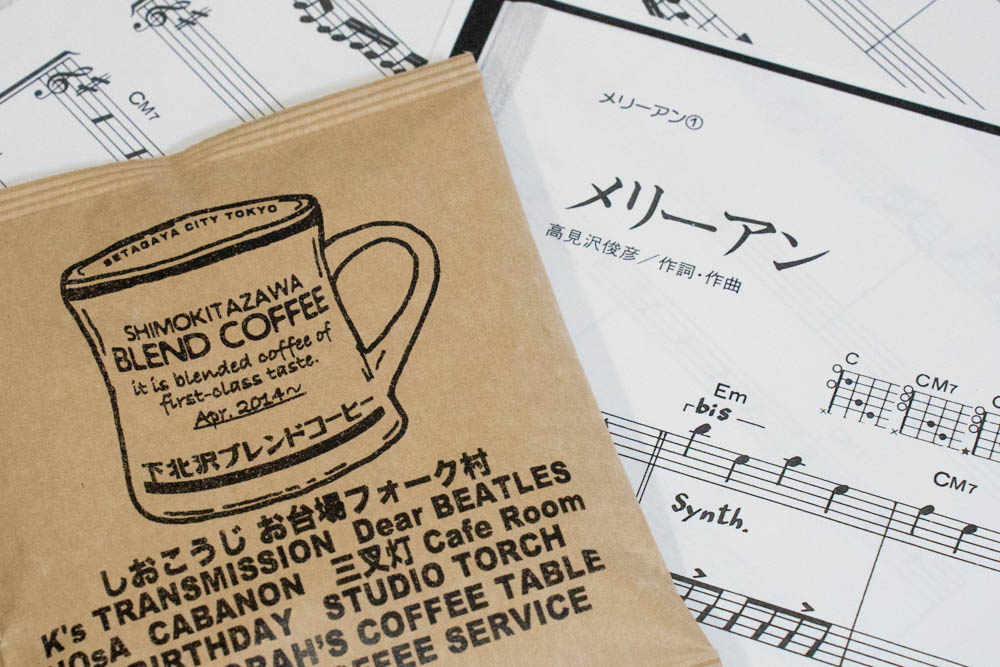 SETAGAYA CITY TOKYO
SHIMOKITAZAWA
BLEND COFFEE
it is blended coffee of
first-class taste.
Apr. 2014~
下北沢ブレンドコーヒー
しおこうじ お台場フォーク村
K's TRANSMISSION Dear BEATLES
CABANON 三叉灯 Cafe Room
BIRTHDAY STUDIO TORCH
COFFEE TABLE
SERVICE
CM7
メリーアン①
メリーアン
高見沢俊彦／作詞・作曲
C
CM7
Em
bis
CM7
Synth.